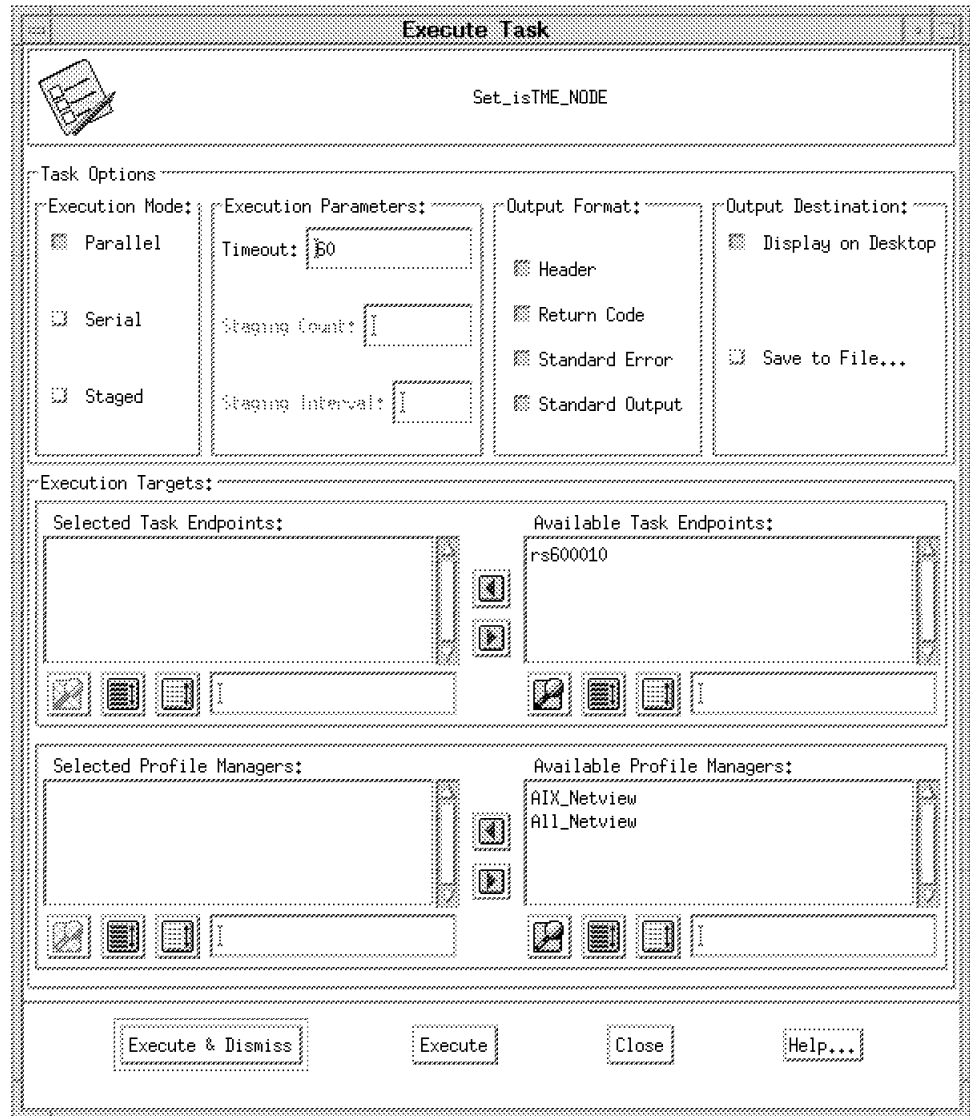 Execute Task
Set_isTME_NODE
Task Options
Execution Mode:
Parallel
Serial
Staged
Execution Parameters:
Timeout: 60
Staging Count:
Staging Interval:
Output Format:
Header
Return Code
Standard Error
Standard Output
Output Destination:
Display on Desktop
Save to File...
Execution Targets:
Selected Task Endpoints:
Available Task Endpoints:
rs600010
Selected Profile Managers:
Available Profile Managers:
AIX_Netview
All_Netview
Execute & Dismiss
Execute
Close
Help...